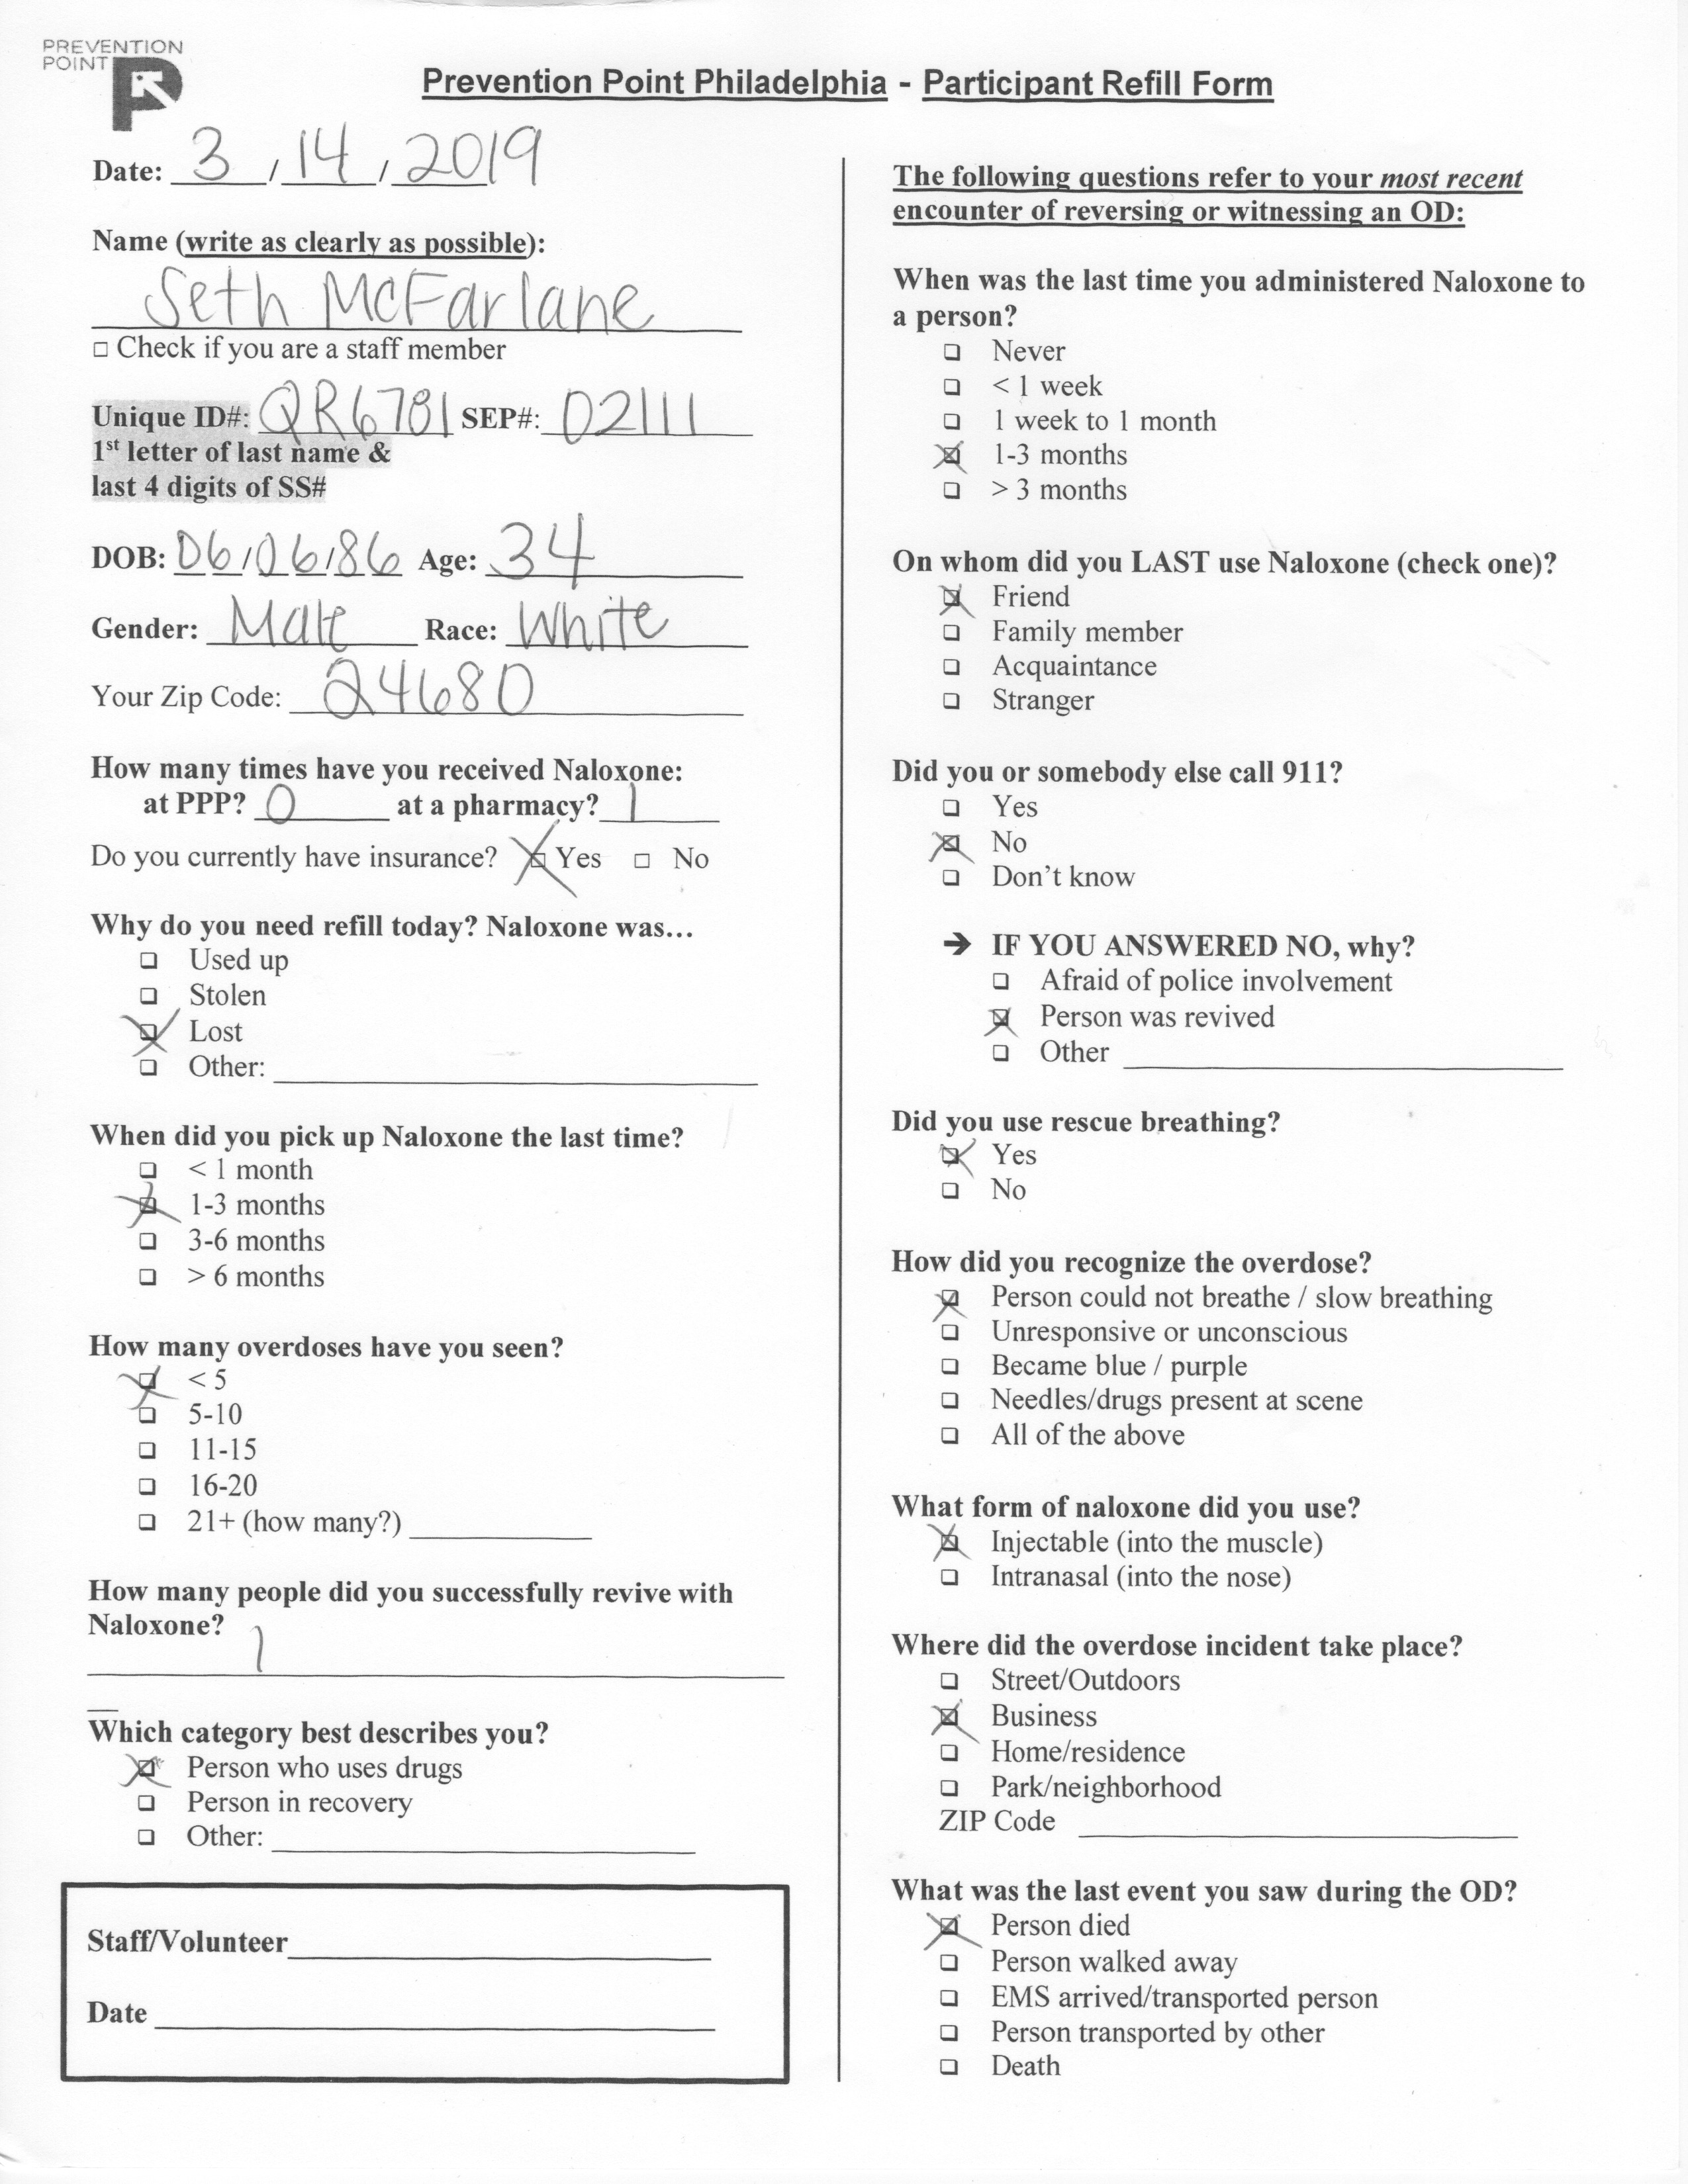 PREVENTION
POINT
Prevention Point Philadelphia - Participant Refill Form
Date: 3 / 14 / 2019
Name (write as clearly as possible):
Seth McFarlane
□ Check if you are a staff member
Unique ID#: QR6781 SEP#: 02111
1st letter of last name &
last 4 digits of SS#
DOB: 06/06/86 Age: 34
Gender: Male Race: White
Your Zip Code: 24680
How many times have you received Naloxone:
at PPP? 0 at a pharmacy? 1
Do you currently have insurance? ☒ Yes □ No
Why do you need refill today? Naloxone was...
❑ Used up
❑ Stolen
☒ Lost
❑ Other:
When did you pick up Naloxone the last time?
❑ < 1 month
☒ 1-3 months
❑ 3-6 months
❑ > 6 months
How many overdoses have you seen?
☒ < 5
❑ 5-10
❑ 11-15
❑ 16-20
❑ 21+ (how many?)
How many people did you successfully revive with
Naloxone?
1
Which category best describes you?
☒ Person who uses drugs
❑ Person in recovery
❑ Other:
Staff/Volunteer
Date
The following questions refer to your most recent
encounter of reversing or witnessing an OD:
When was the last time you administered Naloxone to
a person?
❑ Never
❑ < 1 week
❑ 1 week to 1 month
☒ 1-3 months
❑ > 3 months
On whom did you LAST use Naloxone (check one)?
☒ Friend
❑ Family member
❑ Acquaintance
❑ Stranger
Did you or somebody else call 911?
❑ Yes
☒ No
❑ Don't know
→ IF YOU ANSWERED NO, why?
❑ Afraid of police involvement
☒ Person was revived
❑ Other
Did you use rescue breathing?
☒ Yes
❑ No
How did you recognize the overdose?
☒ Person could not breathe / slow breathing
❑ Unresponsive or unconscious
❑ Became blue / purple
❑ Needles/drugs present at scene
❑ All of the above
What form of naloxone did you use?
☒ Injectable (into the muscle)
❑ Intranasal (into the nose)
Where did the overdose incident take place?
❑ Street/Outdoors
☒ Business
❑ Home/residence
❑ Park/neighborhood
ZIP Code
What was the last event you saw during the OD?
☒ Person died
❑ Person walked away
❑ EMS arrived/transported person
❑ Person transported by other
❑ Death